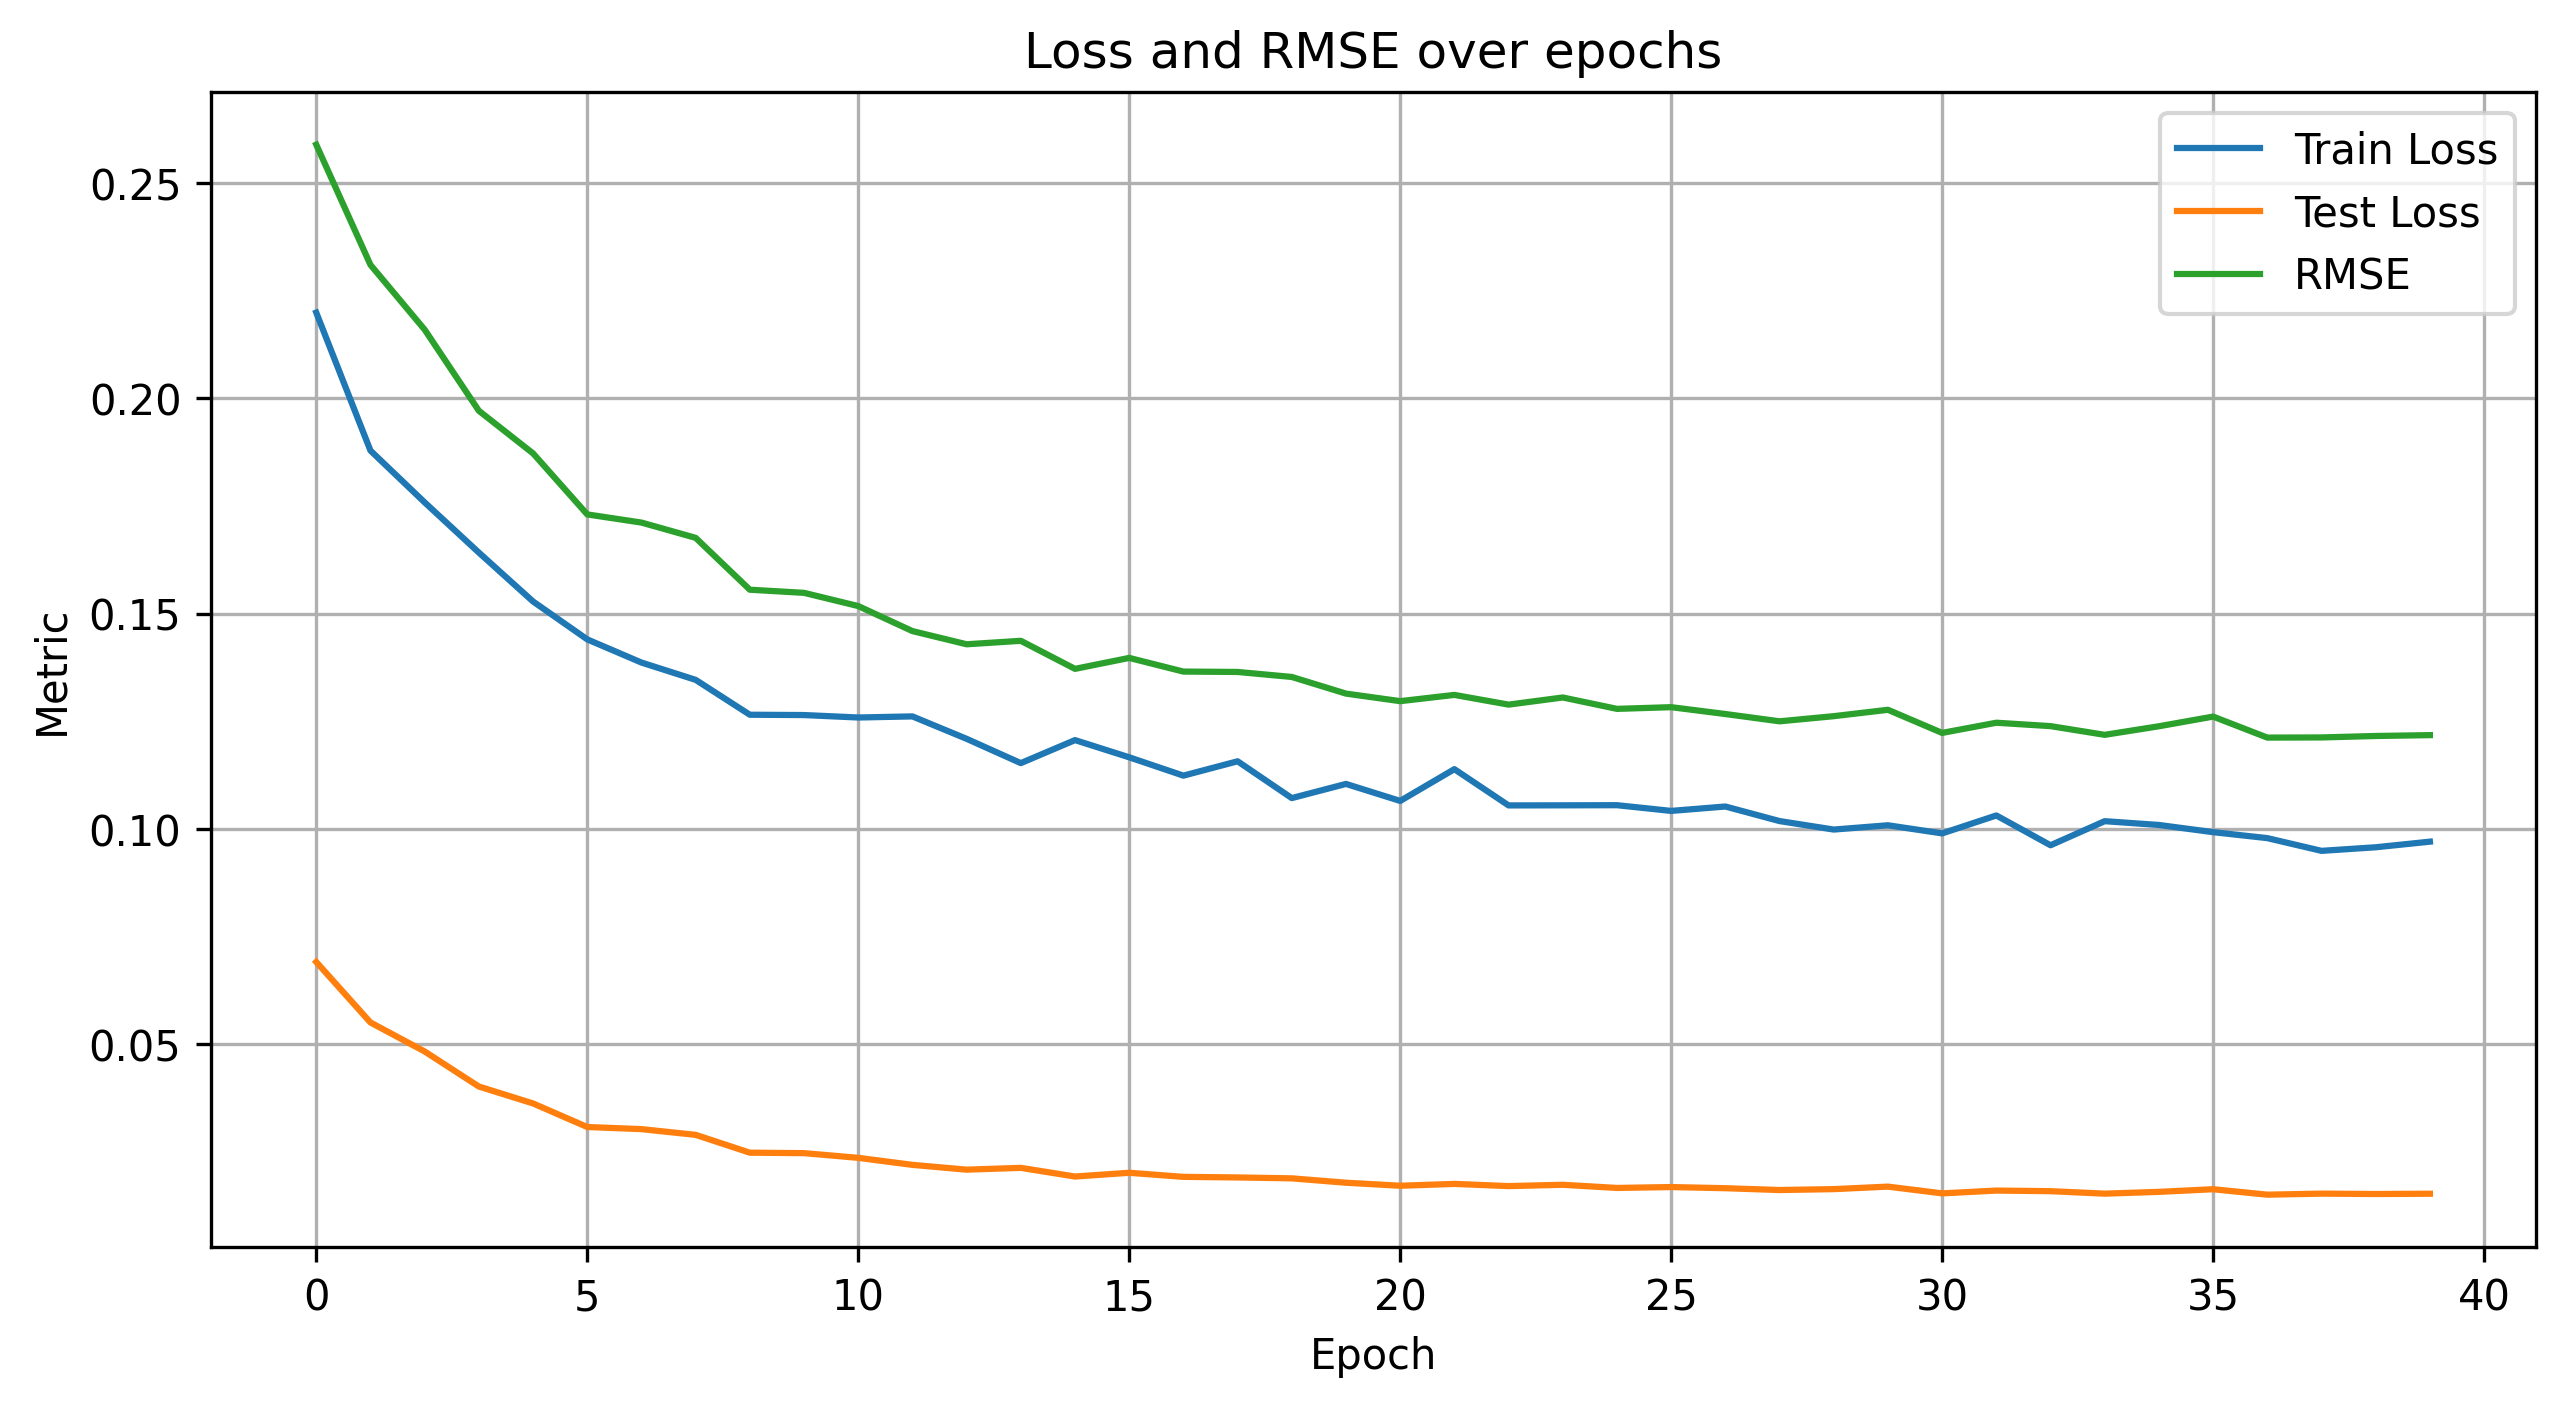 Loss and RMSE over epochs
Train Loss
Test Loss
RMSE
0.25
0.20
0.15
0.10
0.05
Metric
0 5 10 15 20 25 30 35 40
Epoch